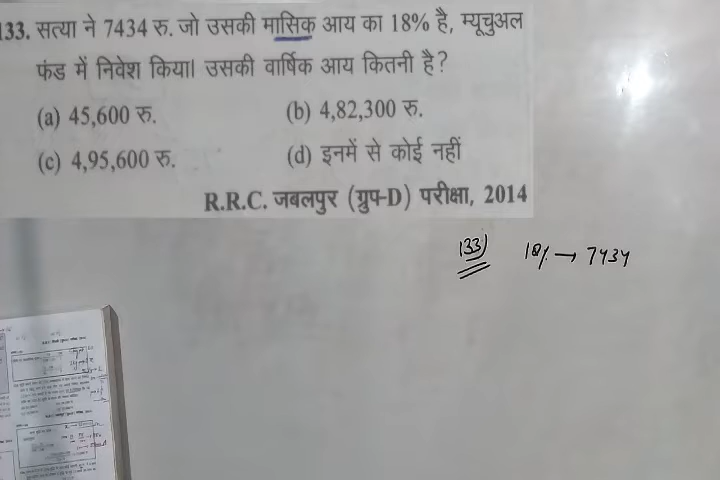 133. सत्या ने 7434 रु. जो उसकी मासिक आय का 18% है, म्यूचुअल
फंड में निवेश किया। उसकी वार्षिक आय कितनी है?
(a) 45,600 रु. (b) 4,82,300 रु.
(c) 4,95,600 रु. (d) इनमें से कोई नहीं
R.R.C. जबलपुर (ग्रुप-D) परीक्षा, 2014
133) 18% → 7434